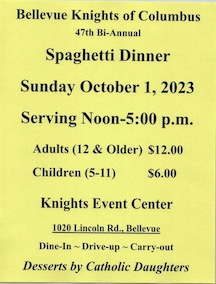 Bellevue Knights of Columbus
47th Bi-Annual
Spaghetti Dinner
Sunday October 1, 2023
Serving Noon-5:00 p.m.
Adults (12 & Older) $12.00
Children (5-11) $6.00
Knights Event Center
1020 Lincoln Rd., Bellevue
Dine-In ~ Drive-up ~ Carry-out
Desserts by Catholic Daughters